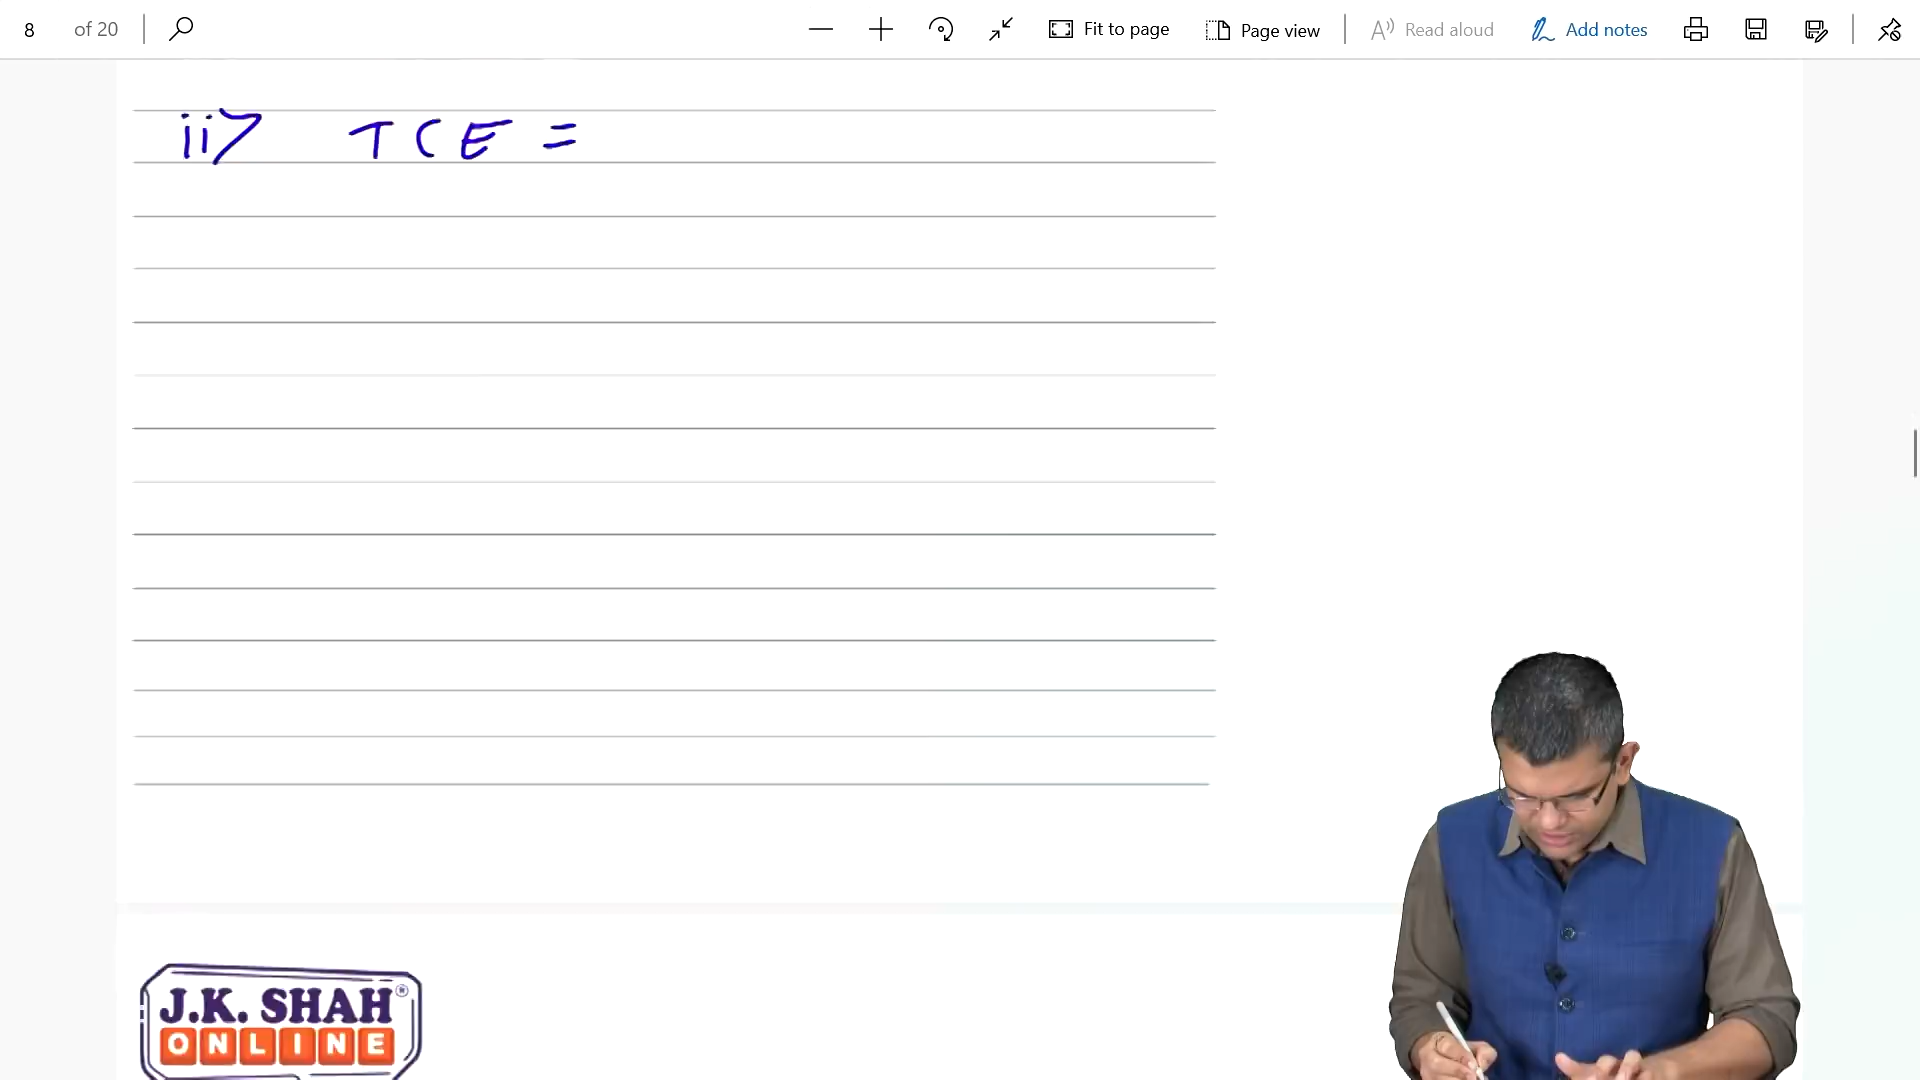 8 of 20 Fit to page Page view Read aloud Add notes
ii> TCE =
J.K. SHAH®
ONLINE